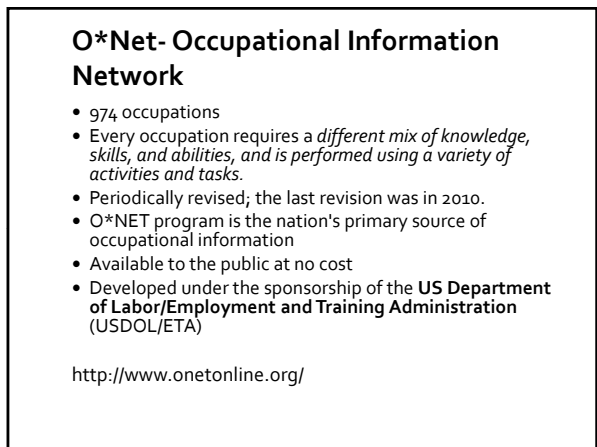 O*Net- Occupational Information
Network
• 974 occupations
• Every occupation requires a different mix of knowledge,
skills, and abilities, and is performed using a variety of
activities and tasks.
• Periodically revised; the last revision was in 2010.
• O*NET program is the nation's primary source of
occupational information
• Available to the public at no cost
• Developed under the sponsorship of the US Department
of Labor/Employment and Training Administration
(USDOL/ETA)
http://www.onetonline.org/